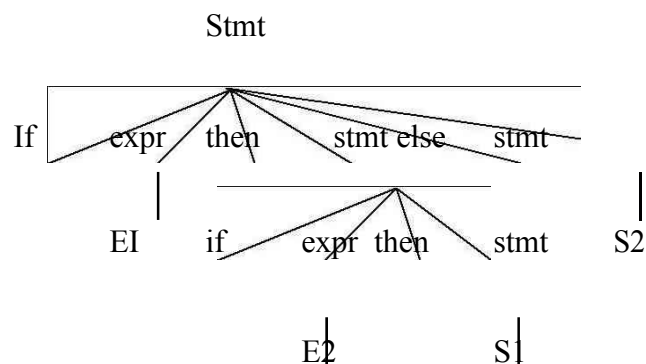 Stmt
If expr then stmt else stmt
EI if expr then stmt S2
E2 S1